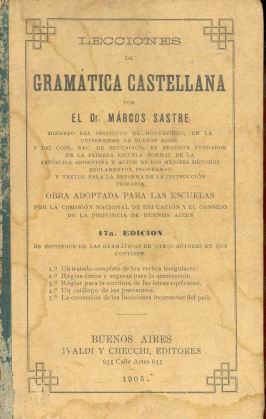 LECCIONES
DE
GRAMÁTICA CASTELLANA
POR
EL Dr. MÁRCOS SASTRE
MIEMBRO DEL INSTITUTO DE MONTEVIDEO, DE LA
UNIVERSIDAD DE BUENOS AIRES,
Y DEL CONS. NAL. DE EDUCACIÓN, EX REGENTE FUNDADOR
DE LA PRIMERA ESCUELA NORMAL DE LA
REPÚBLICA ARGENTINA Y AUTOR DE LOS MEJORES MÉTODOS
REGLAMENTOS, PROGRAMAS
Y TEXTOS PARA LA REFORMA DE LA INSTRUCCIÓN
PRIMARIA
OBRA ADOPTADA PARA LAS ESCUELAS
POR LA COMISIÓN NACIONAL DE EDUCACIÓN Y EL CONSEJO
DE LA PROVINCIA DE BUENOS AIRES
47a. EDICION
SE DISTINGUE DE LAS GRAMÁTICAS DE OTROS AUTORES EN QUE
CONTIENE
1.º Un tratado completo de los verbos irregulares.
2.º Reglas claras y seguras para la acentuación.
3.º Reglas para la escritura de las letras equívocas.
4.º Un catálogo de los parónimos.
5.º La corrección de las locuciones incorrectas del país.
BUENOS AIRES
IVALDI Y CHECCHI, EDITORES
635 Calle Artes 635
1905.